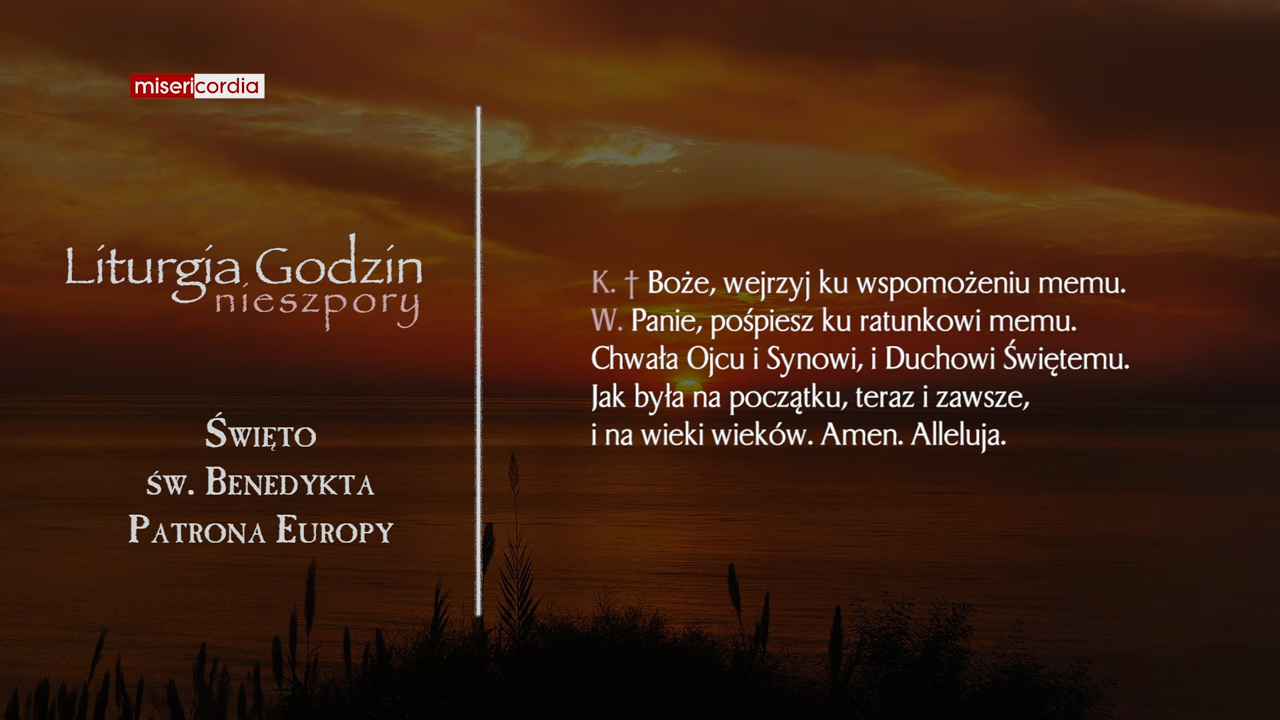 misericordia
Liturgia Godzin
nieszpory
Święto
św. Benedykta
Patrona Europy
K. † Boże, wejrzyj ku wspomożeniu memu.
W. Panie, pośpiesz ku ratunkowi memu.
Chwała Ojcu i Synowi, i Duchowi Świętemu.
Jak była na początku, teraz i zawsze,
i na wieki wieków. Amen. Alleluja.